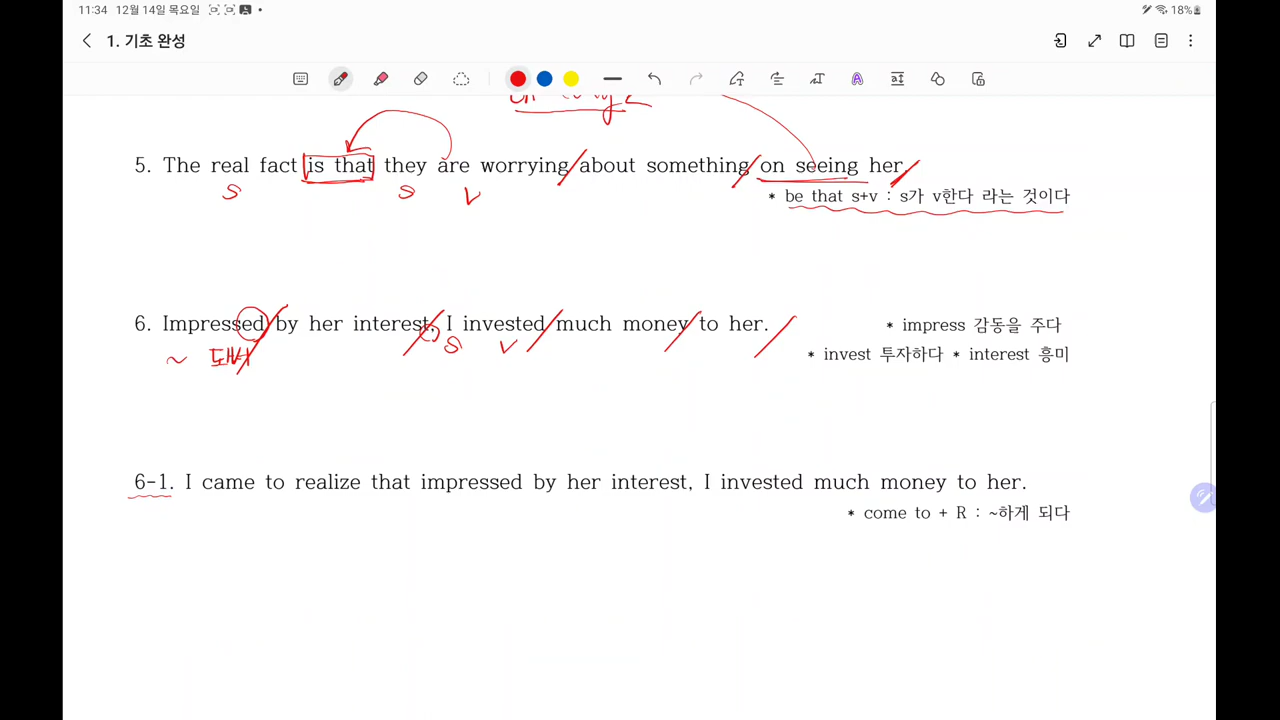 11:34 12월 14일 목요일 18%
1. 기초 완성
5. The real fact is that they are worrying about something on seeing her.
s s v
* be that s+v : s가 v한다 라는 것이다
6. Impressed by her interest, I invested much money to her. * impress 감동을 주다
~ 돼서 s v
* invest 투자하다 * interest 흥미
6-1. I came to realize that impressed by her interest, I invested much money to her.
* come to + R : ~하게 되다